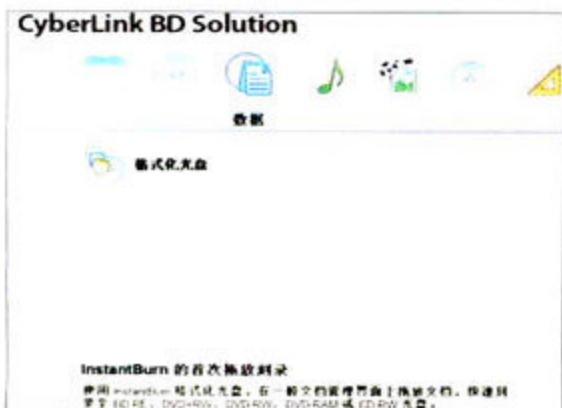 CyberLink BD Solution
数据
格式化光盘
InstantBurn 的首次拖放刻录
使用 InstantBurn 格式化光盘，在一般文档管理界面上拖放文档，快速刻
录于 BD-RE、DVD+RW、DVD-RW、DVD-RAM 或 CD-RW 光盘。